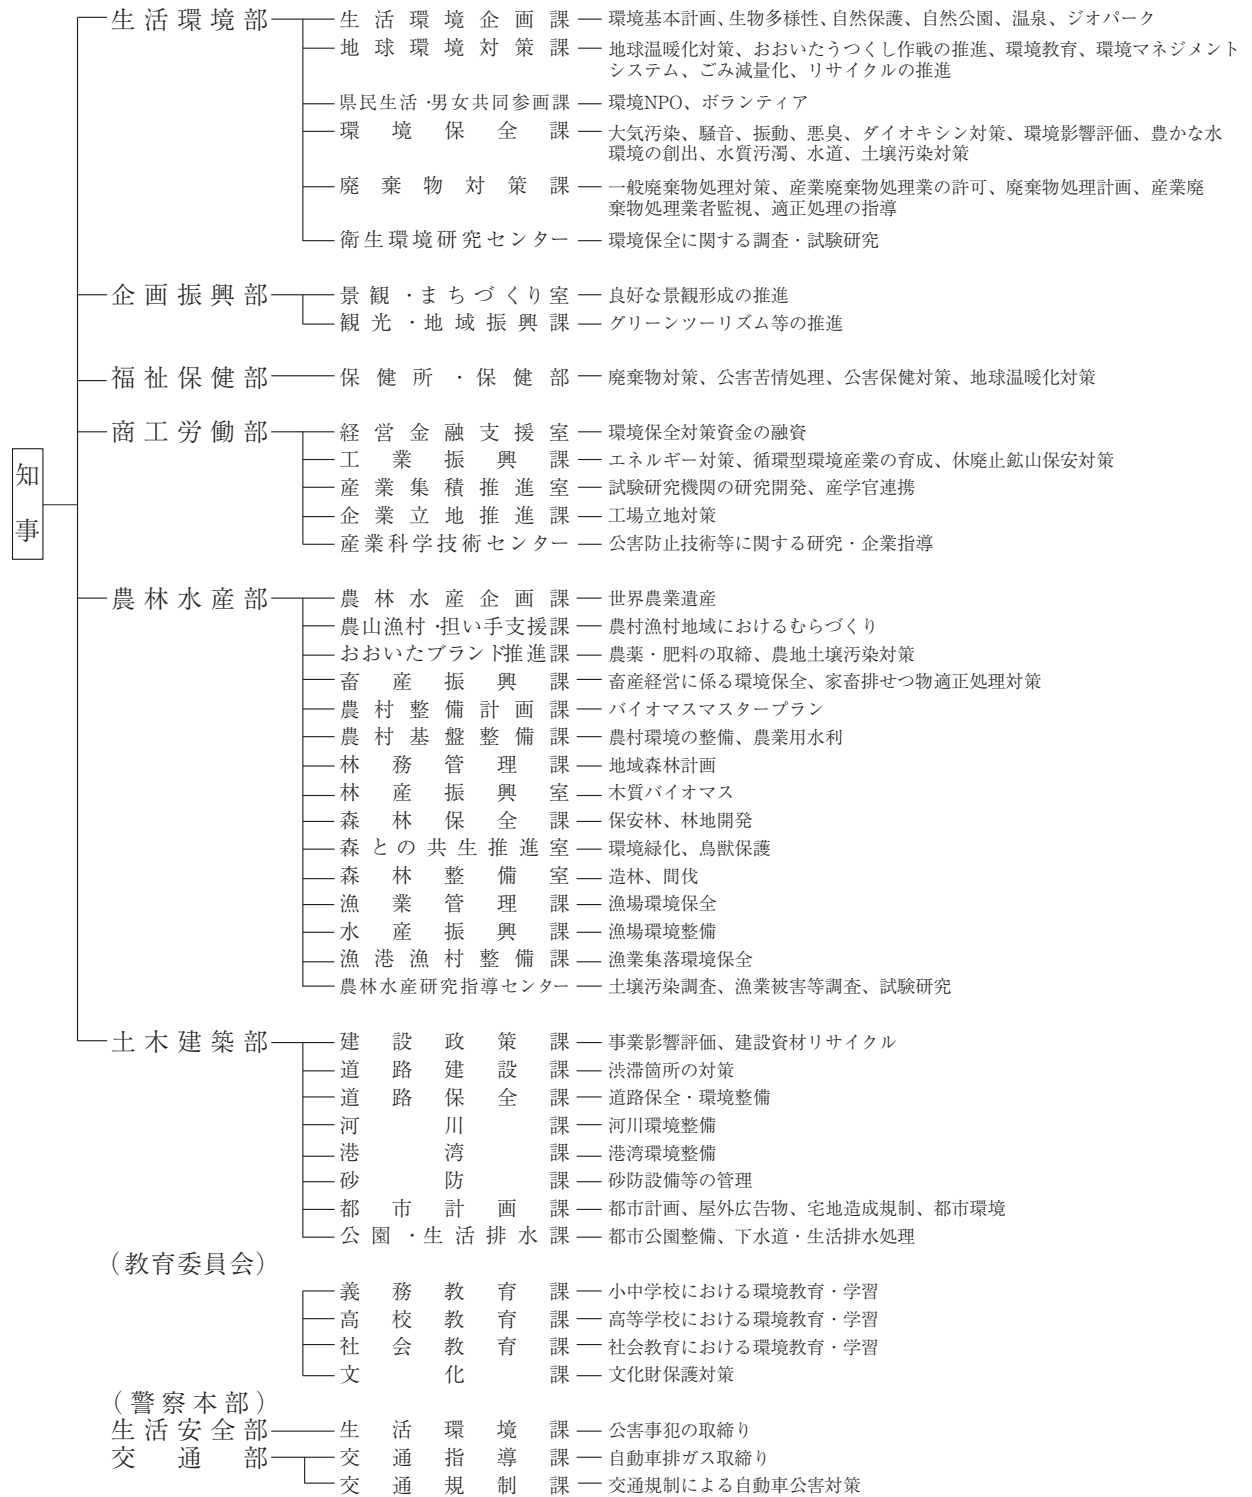 知事
生活環境部
生活環境企画課 ― 環境基本計画、生物多様性、自然保護、自然公園、温泉、ジオパーク
地球環境対策課 ― 地球温暖化対策、おおいたうつくし作戦の推進、環境教育、環境マネジメント
システム、ごみ減量化、リサイクルの推進
県民生活・男女共同参画課 ― 環境NPO、ボランティア
環境保全課 ― 大気汚染、騒音、振動、悪臭、ダイオキシン対策、環境影響評価、豊かな水
環境の創出、水質汚濁、水道、土壌汚染対策
廃棄物対策課 ― 一般廃棄物処理対策、産業廃棄物処理業の許可、廃棄物処理計画、産業廃
棄物処理業者監視、適正処理の指導
衛生環境研究センター ― 環境保全に関する調査・試験研究
企画振興部
景観・まちづくり室 ― 良好な景観形成の推進
観光・地域振興課 ― グリーンツーリズム等の推進
福祉保健部
保健所・保健部 ― 廃棄物対策、公害苦情処理、公害保健対策、地球温暖化対策
商工労働部
経営金融支援室 ― 環境保全対策資金の融資
工業振興課 ― エネルギー対策、循環型環境産業の育成、休廃止鉱山保安対策
産業集積推進室 ― 試験研究機関の研究開発、産学官連携
企業立地推進課 ― 工場立地対策
産業科学技術センター ― 公害防止技術等に関する研究・企業指導
農林水産部
農林水産企画課 ― 世界農業遺産
農山漁村・担い手支援課 ― 農村漁村地域におけるむらづくり
おおいたブランド推進課 ― 農薬・肥料の取締、農地土壌汚染対策
畜産振興課 ― 畜産経営に係る環境保全、家畜排せつ物適正処理対策
農村整備計画課 ― バイオマスマスタープラン
農村基盤整備課 ― 農村環境の整備、農業用水利
林務管理課 ― 地域森林計画
林産振興室 ― 木質バイオマス
森林保全課 ― 保安林、林地開発
森との共生推進室 ― 環境緑化、鳥獣保護
森林整備室 ― 造林、間伐
漁業管理課 ― 漁場環境保全
水産振興課 ― 漁場環境整備
漁港漁村整備課 ― 漁業集落環境保全
農林水産研究指導センター ― 土壌汚染調査、漁業被害等調査、試験研究
土木建築部
建設政策課 ― 事業影響評価、建設資材リサイクル
道路建設課 ― 渋滞箇所の対策
道路保全課 ― 道路保全・環境整備
河川課 ― 河川環境整備
港湾課 ― 港湾環境整備
砂防課 ― 砂防設備等の管理
都市計画課 ― 都市計画、屋外広告物、宅地造成規制、都市環境
公園・生活排水課 ― 都市公園整備、下水道・生活排水処理
（教育委員会）
義務教育課 ― 小中学校における環境教育・学習
高校教育課 ― 高等学校における環境教育・学習
社会教育課 ― 社会教育における環境教育・学習
文化課 ― 文化財保護対策
（警察本部）
生活安全部
生活環境課 ― 公害事犯の取締り
交通部
交通指導課 ― 自動車排ガス取締り
交通規制課 ― 交通規制による自動車公害対策